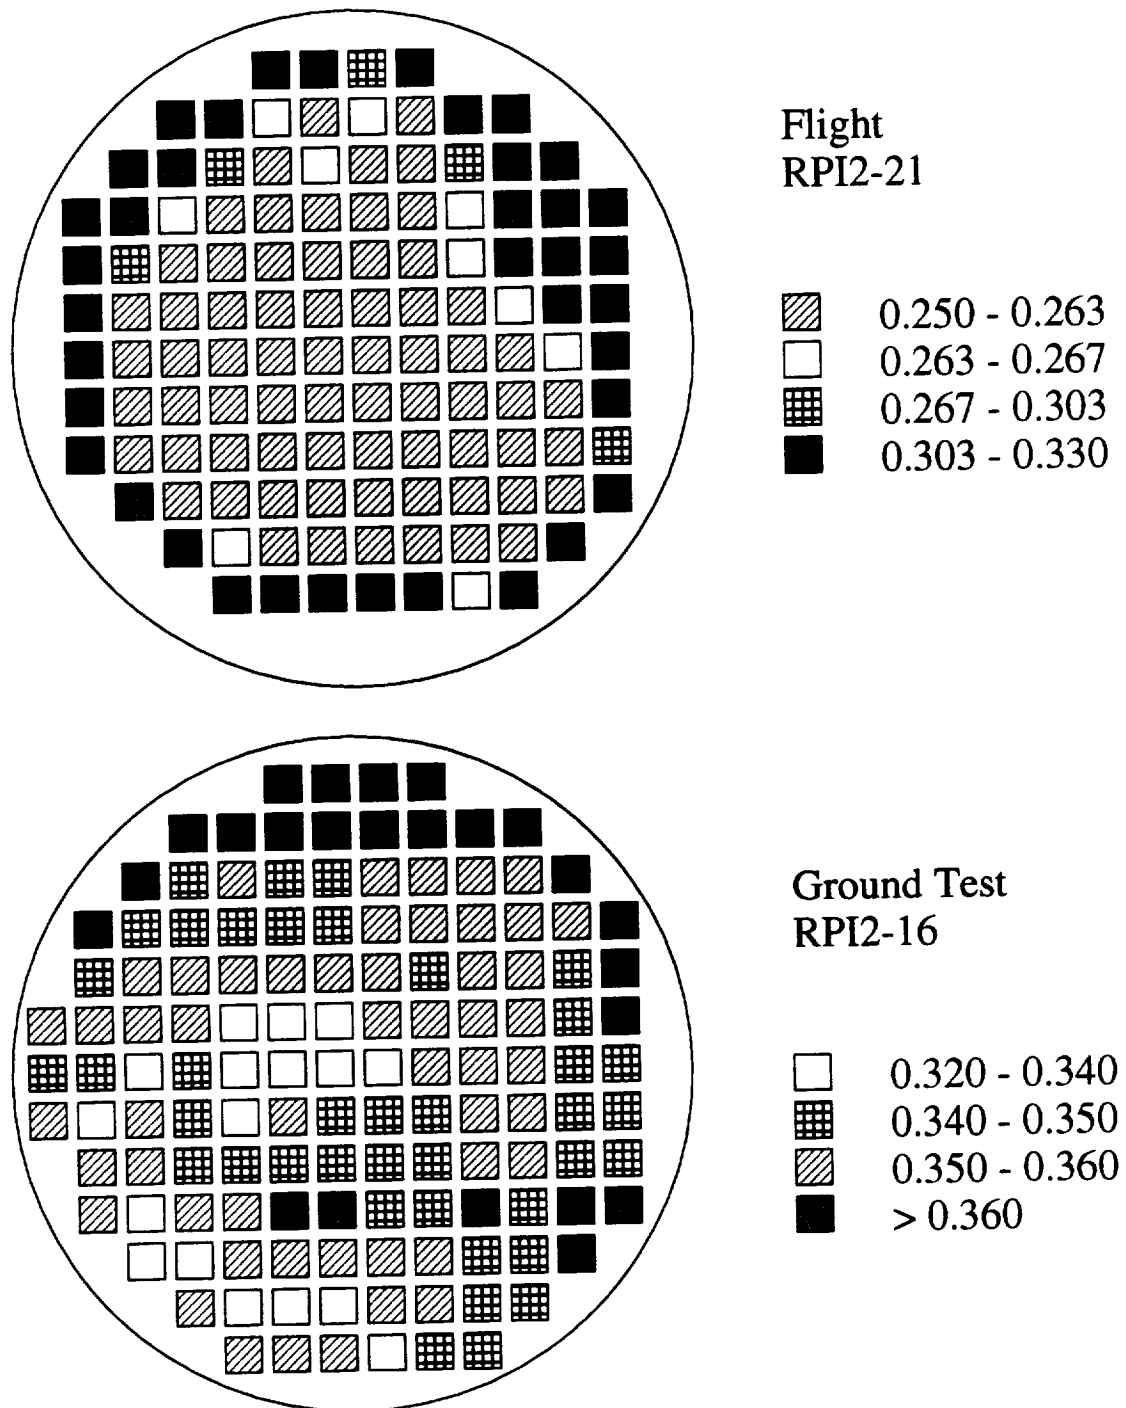 Flight
RPI2-21
0.250 - 0.263
0.263 - 0.267
0.267 - 0.303
0.303 - 0.330
Ground Test
RPI2-16
0.320 - 0.340
0.340 - 0.350
0.350 - 0.360
> 0.360